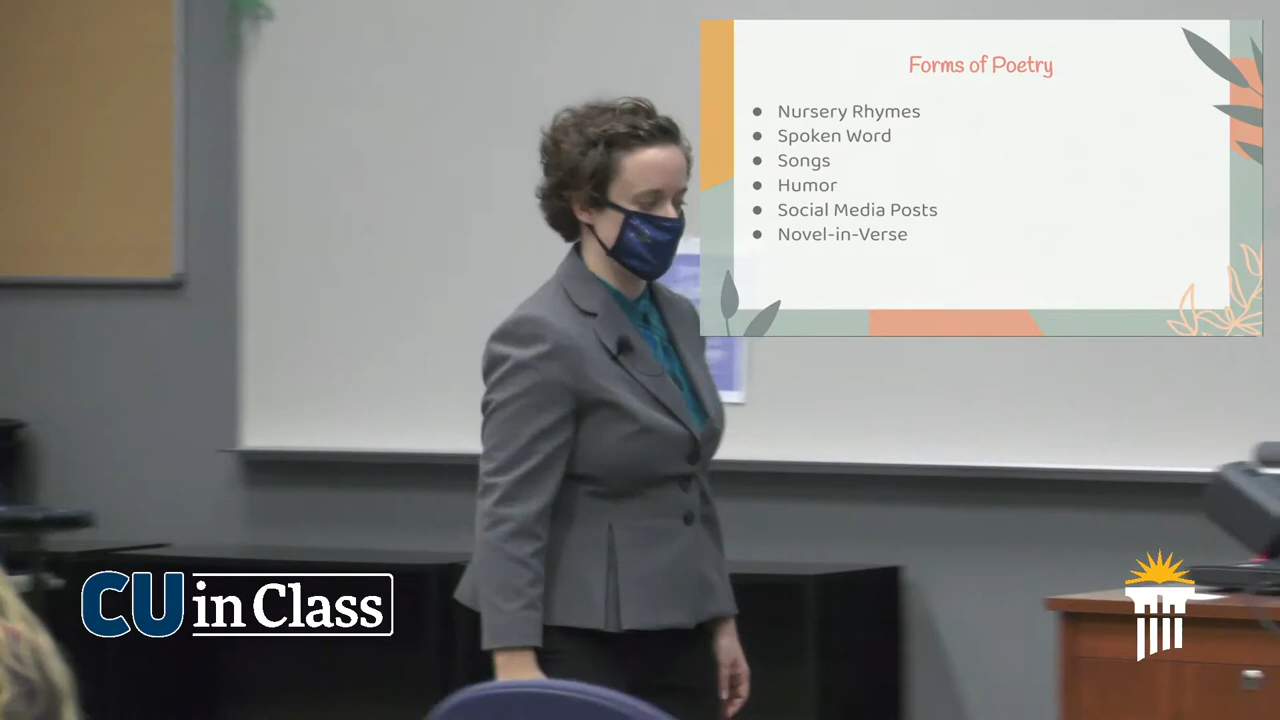 Forms of Poetry
Nursery Rhymes
Spoken Word
Songs
Humor
Social Media Posts
Novel-in-Verse
CU in Class